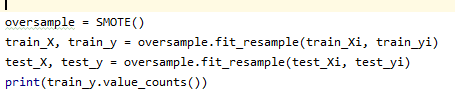 oversample = SMOTE()
train_X, train_y = oversample.fit_resample(train_Xi, train_yi)
test_X, test_y = oversample.fit_resample(test_Xi, test_yi)
print(train_y.value_counts())